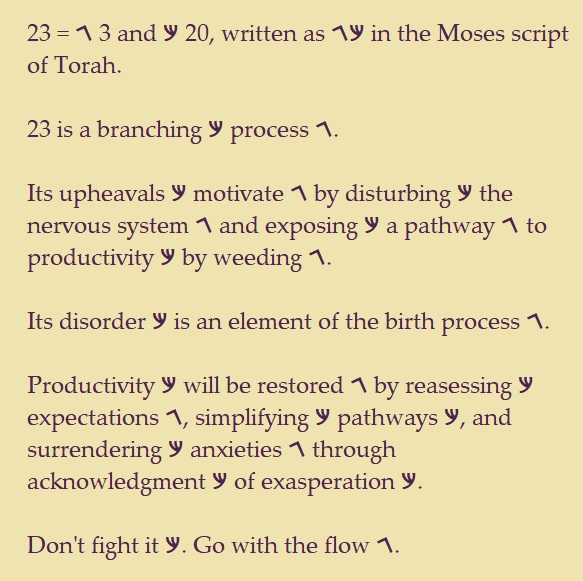 23 = 𐤂 3 and 𐤊 20, written as 𐤊𐤂 in the Moses script
of Torah.
23 is a branching 𐤊 process 𐤂.
Its upheavals 𐤊 motivate 𐤂 by disturbing 𐤊 the
nervous system 𐤂 and exposing 𐤊 a pathway 𐤂 to
productivity 𐤊 by weeding 𐤂.
Its disorder 𐤊 is an element of the birth process 𐤂.
Productivity 𐤊 will be restored 𐤂 by reasessing 𐤊
expectations 𐤂, simplifying 𐤊 pathways 𐤊, and
surrendering 𐤊 anxieties 𐤂 through
acknowledgment 𐤊 of exasperation 𐤊.
Don't fight it 𐤊. Go with the flow 𐤂.